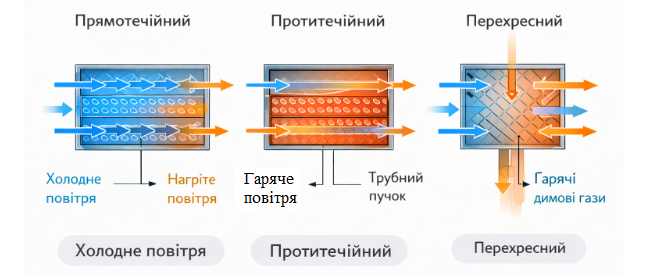 Прямотечійний
Протитечійний
Перехресний
Холодне
повітря
Нагріте
повітря
Гаряче
повітря
Трубний
пучок
Гарячі
димові гази
Холодне повітря
Протитечійний
Перехресний